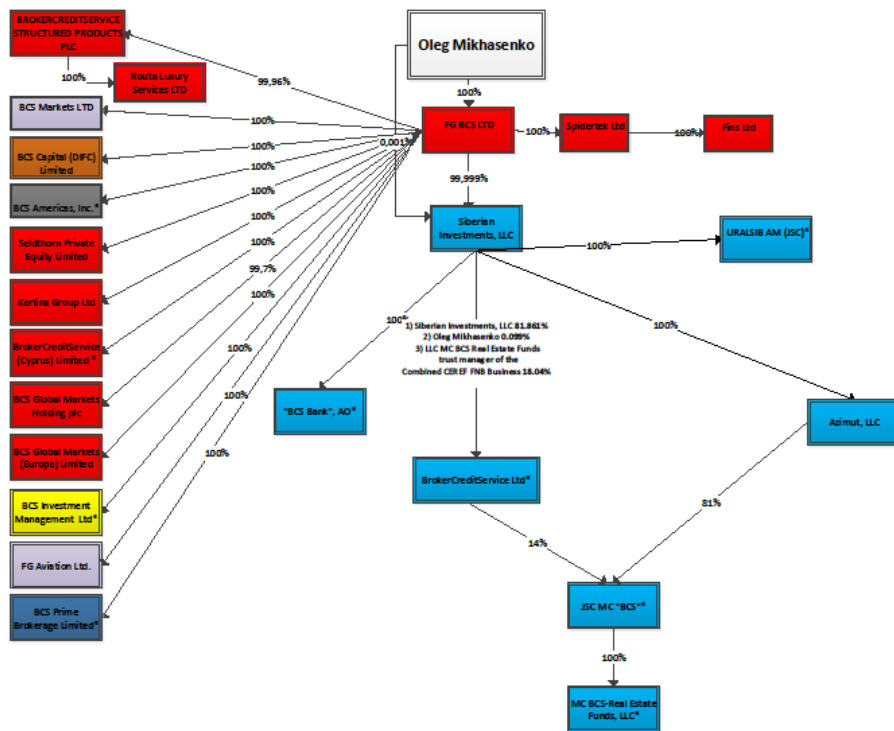 BROKERCREDITSERVICE
STRUCTURED PRODUCTS
PLC
Oleg Mikhasenko
100%
Routa Luxury
Services LTD
99,96%
100%
BCS Markets LTD
100%
FG BCS LTD
100%
Spidertek Ltd
100%
Fins Ltd
0,001%
BCS Capital (DIFC)
Limited
100%
99,999%
BCS Americas, Inc.*
100%
Siberian
Investments, LLC
100%
URALSIB AM (JSC)*
Seldthorn Private
Equity Limited
100%
Kertina Group Ltd
100%
100%
99,7%
100%
100%
100%
100%
100%
BrokerCreditService
(Cyprus) Limited *
100%
1) Siberian Investments, LLC 81.861%
2) Oleg Mikhasenko 0.099%
3) LLC MC BCS Real Estate Funds
trust manager of the
Combined CEREF FNB Business 18.04%
100%
BCS Global Markets
Holding plc
"BCS Bank", AO*
Azimut, LLC
BCS Global Markets
(Europe) Limited
BrokerCreditService Ltd*
81%
BCS Investment
Management Ltd*
14%
FG Aviation Ltd.
BCS Prime
Brokerage Limited*
JSC MC "BCS"*
100%
MC BCS-Real Estate
Funds, LLC*